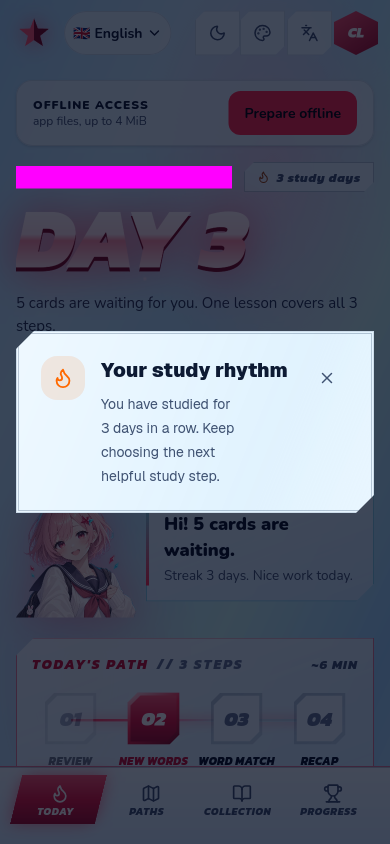 🇬🇧 English
CL
OFFLINE ACCESS
app files, up to 4 MiB
Prepare offline
3 study days
DAY 3
5 cards are waiting for you. One lesson covers all 3
steps.
Your study rhythm
You have studied for
3 days in a row. Keep
choosing the next
helpful study step.
Hi! 5 cards are
waiting.
Streak 3 days. Nice work today.
TODAY'S PATH // 3 STEPS
~6 MIN
01 02 03 04
REVIEW NEW WORDS WORD MATCH RECAP
TODAY PATHS COLLECTION PROGRESS